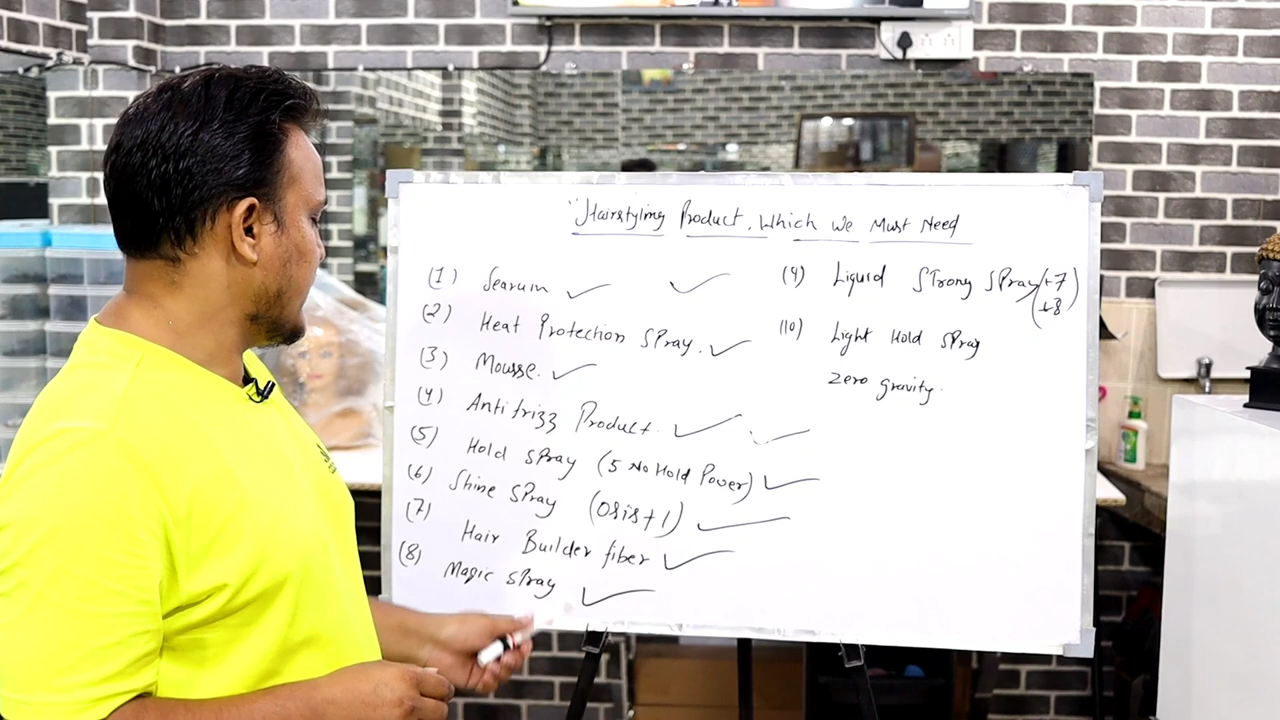 "Hairstyling Product, Which We Must Need
(1) Searum
(2) Heat Protection Spray.
(3) Mousse.
(4) Antifrizz Product.
(5) Hold Spray (5 No Hold Power)
(6) Shine Spray (Osis+1)
(7) Hair Builder fiber
(8) Magic Spray
(9) Liquid Strong Spray (+7
+8)
(10) Light Hold Spray
Zero gravity.